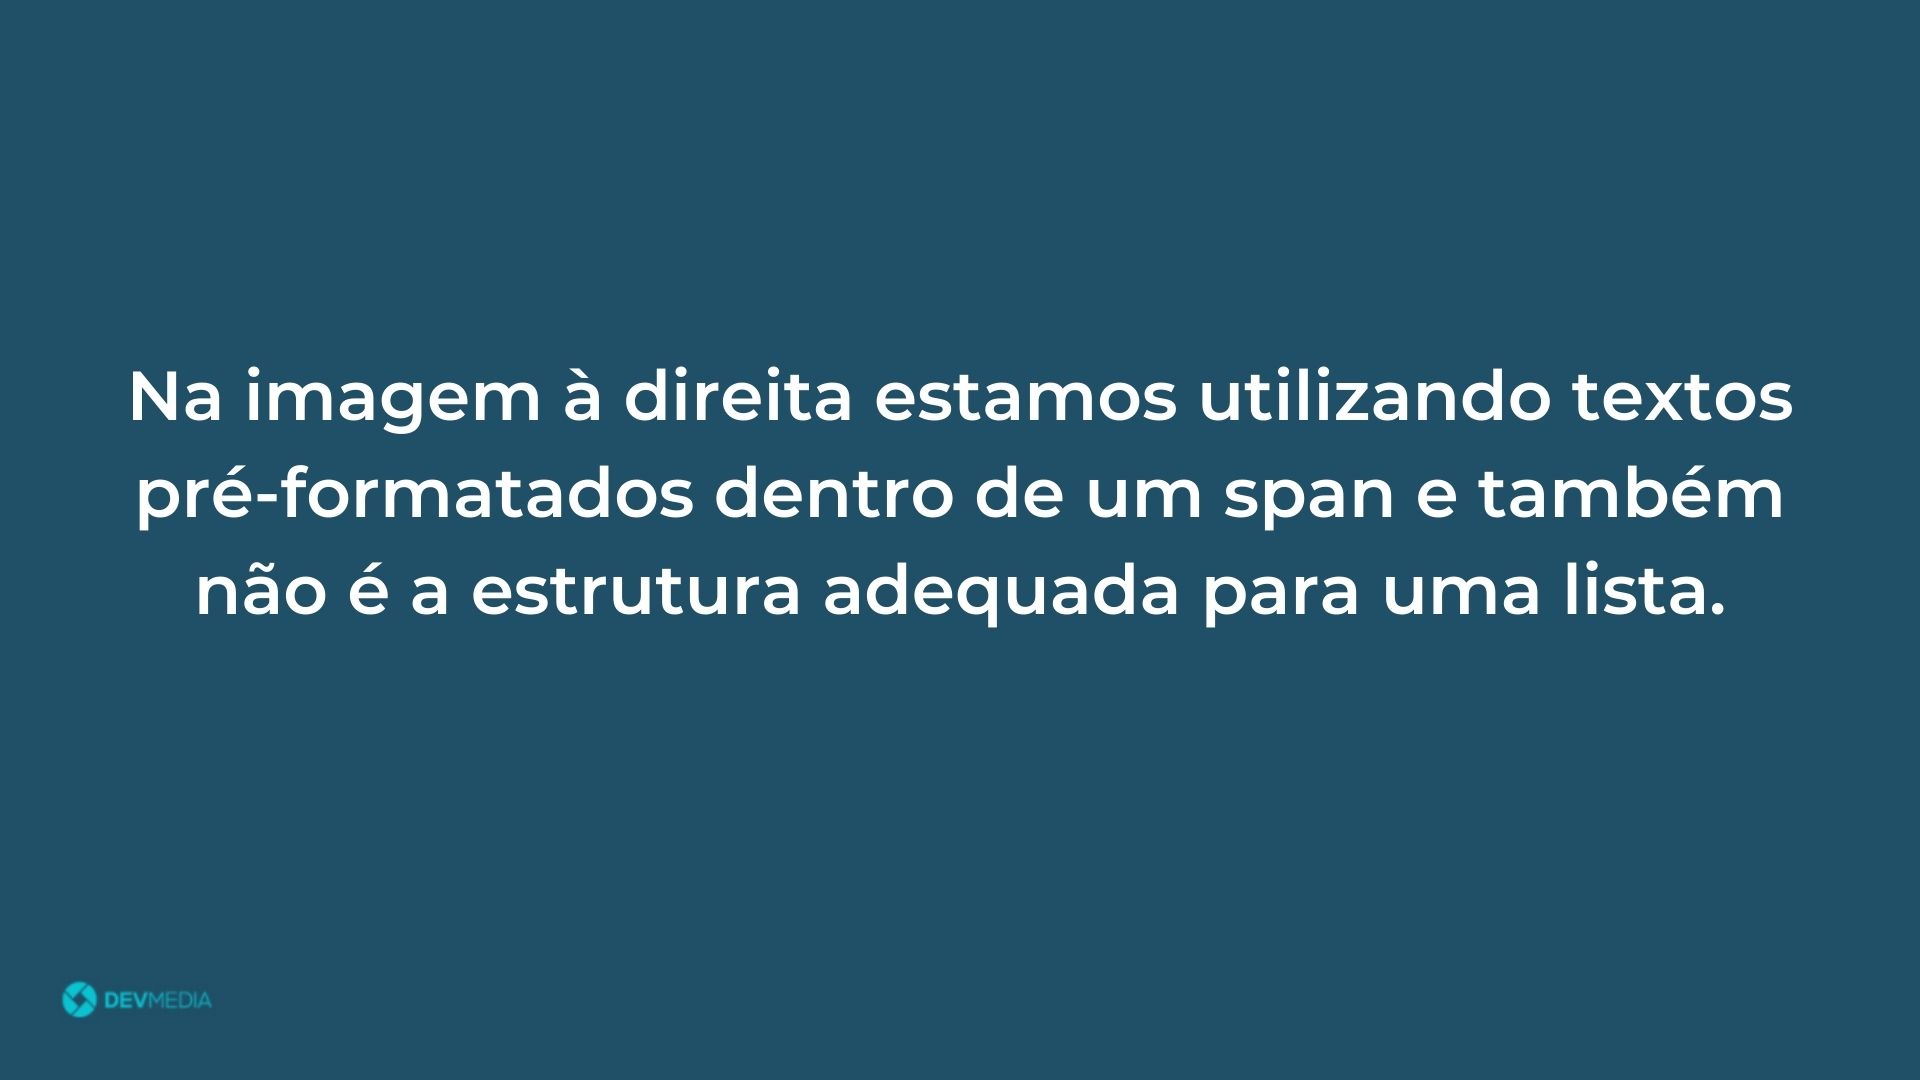 Na imagem à direita estamos utilizando textos
pré-formatados dentro de um span e também
não é a estrutura adequada para uma lista.
DEVMEDIA